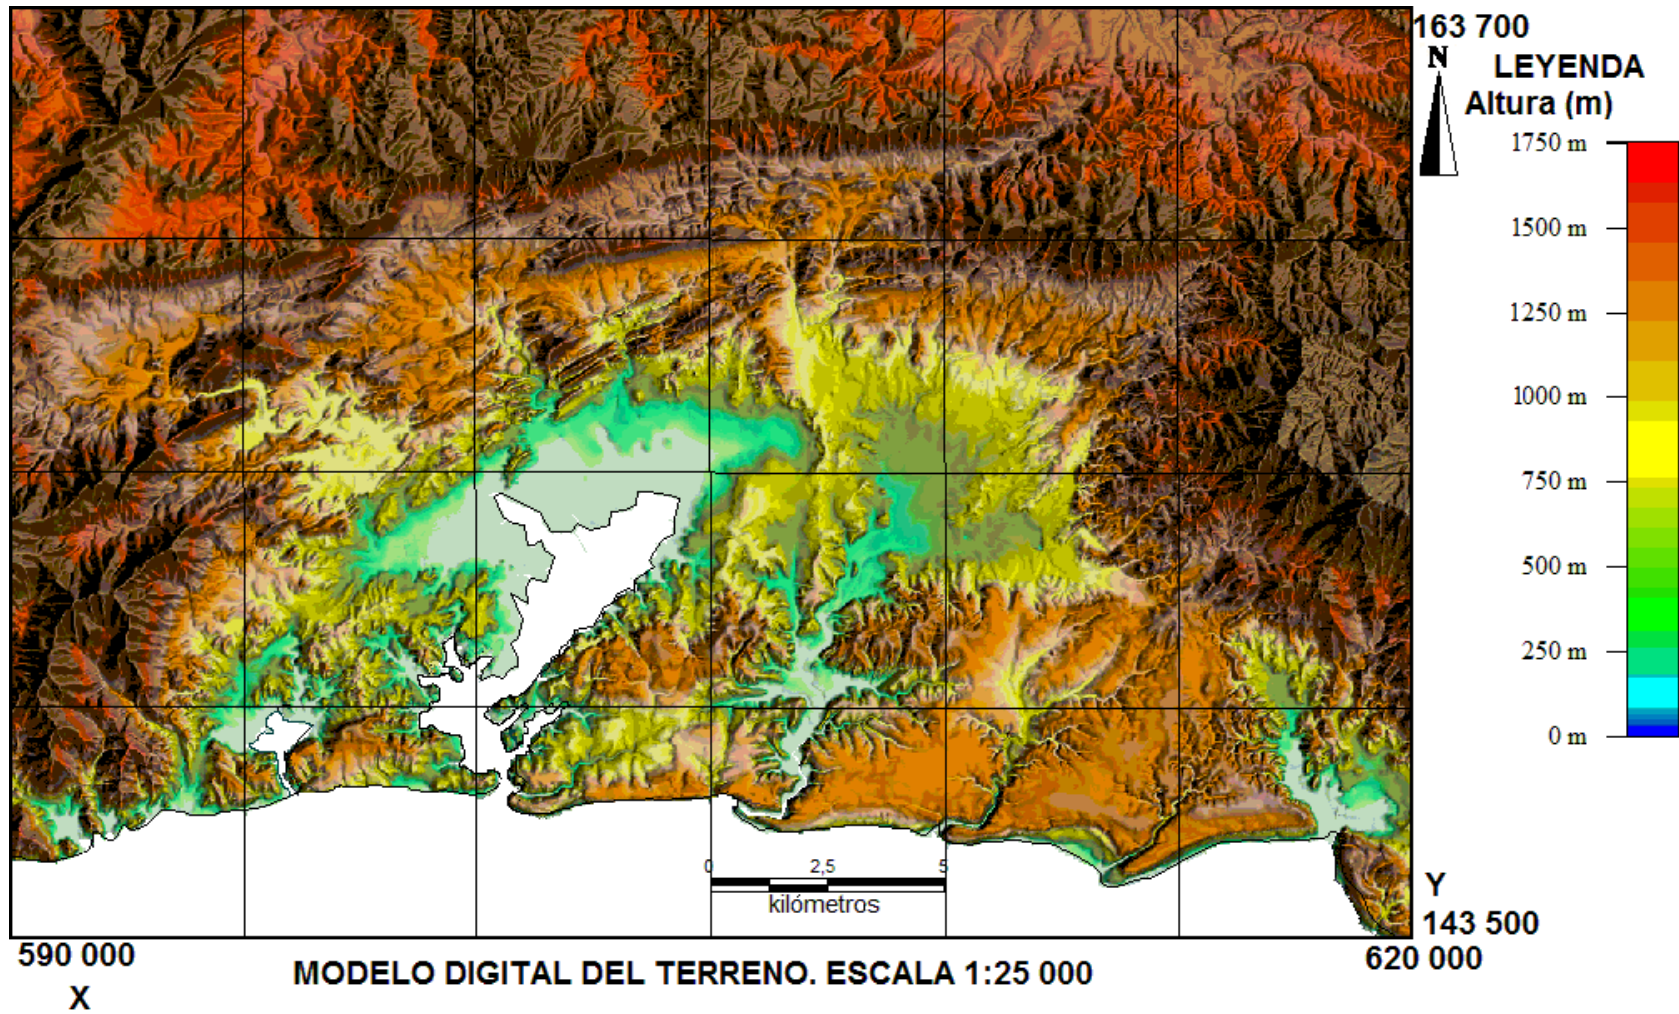 163 700
N
LEYENDA
Altura (m)
1750 m
1500 m
1250 m
1000 m
750 m
500 m
250 m
0 m
0 2,5 5
kilómetros
Y
143 500
590 000
620 000
X
MODELO DIGITAL DEL TERRENO. ESCALA 1:25 000